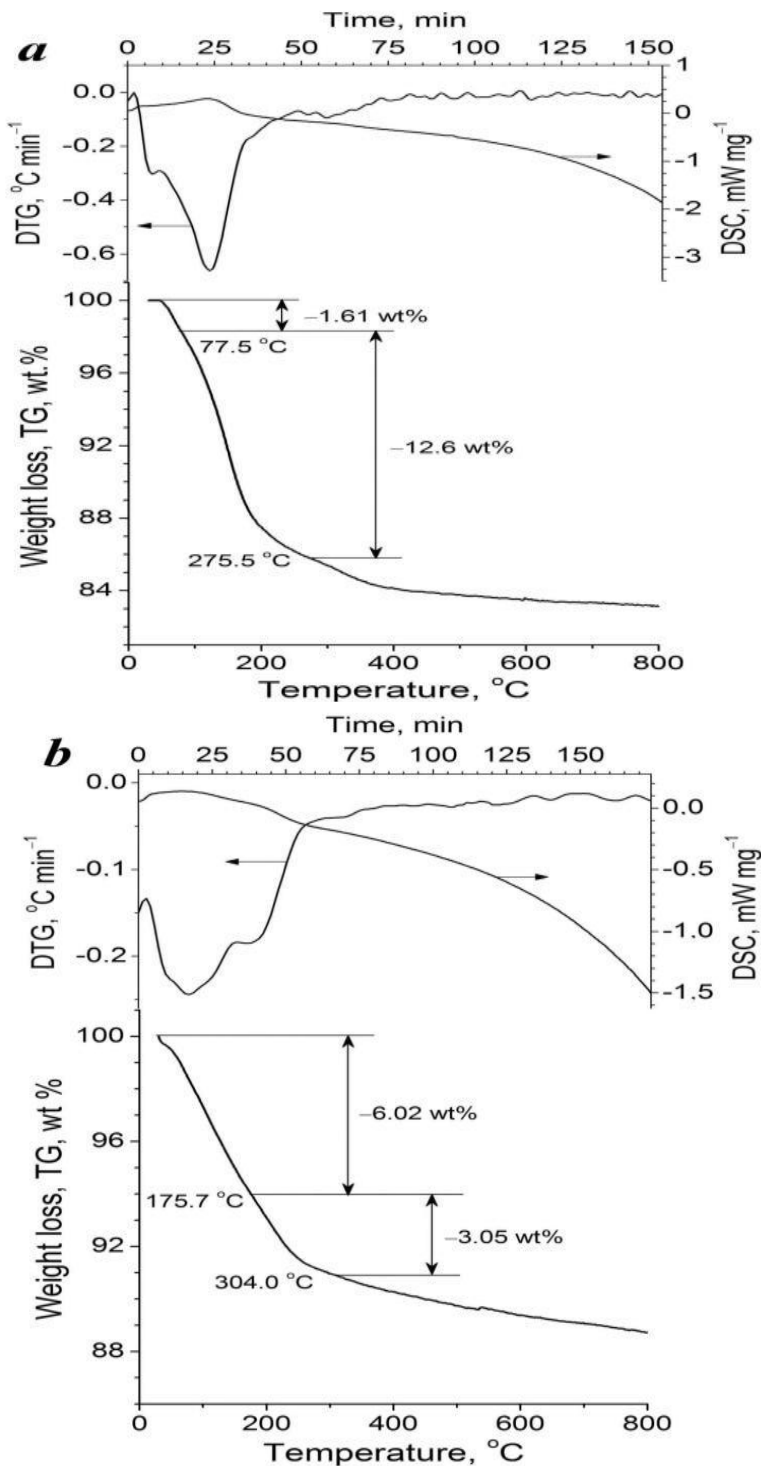 a
Time, min
0 25 50 75 100 125 150
0.0
-0.2
-0.4
-0.6
DTG, °C min⁻¹
1
0
-1
-2
-3
DSC, mW mg⁻¹
100
96
92
88
84
Weight loss, TG, wt.%
–1.61 wt%
77.5 °C
–12.6 wt%
275.5 °C
0 200 400 600 800
Temperature, °C
b
Time, min
0 25 50 75 100 125 150
0.0
-0.1
-0.2
DTG, °C min⁻¹
0.0
-0.5
-1.0
-1.5
DSC, mW mg⁻¹
100
96
92
88
Weight loss, TG, wt %
–6.02 wt%
175.7 °C
–3.05 wt%
304.0 °C
0 200 400 600 800
Temperature, °C